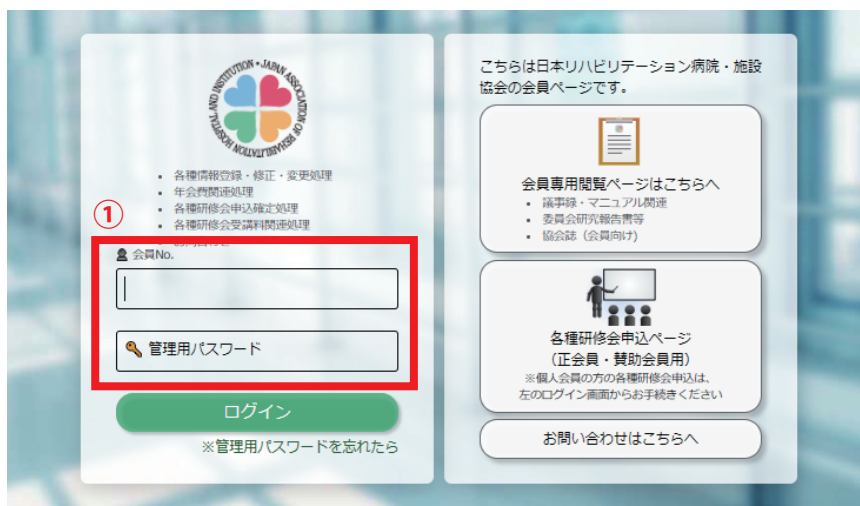 JAPAN ASSOCIATION OF REHABILITATION HOSPITAL AND INSTITUTION
・各種情報登録・修正・変更処理
・年会費関連処理
・各種研修会申込確定処理
・各種研修会受講料関連処理
①
会員No.
管理用パスワード
ログイン
※管理用パスワードを忘れたら
こちらは日本リハビリテーション病院・施設
協会の会員ページです。
会員専用閲覧ページはこちらへ
・議事録・マニュアル関連
・委員会研究報告書等
・協会誌（会員向け)
各種研修会申込ページ
（正会員・賛助会員用）
※個人会員の方の各種研修会申込は、
左のログイン画面からお手続きください
お問い合わせはこちらへ